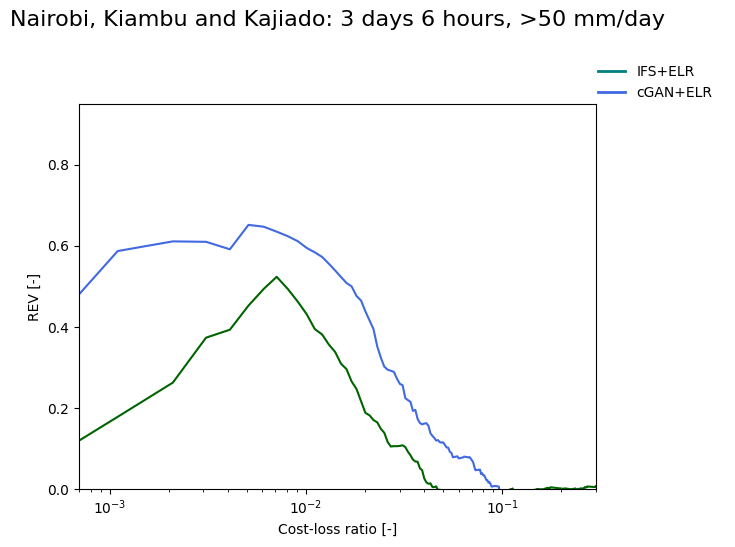 Nairobi, Kiambu and Kajiado: 3 days 6 hours, >50 mm/day
IFS+ELR
cGAN+ELR
0.8
0.6
0.4
0.2
0.0
REV [-]
10⁻³ 10⁻² 10⁻¹
Cost-loss ratio [-]